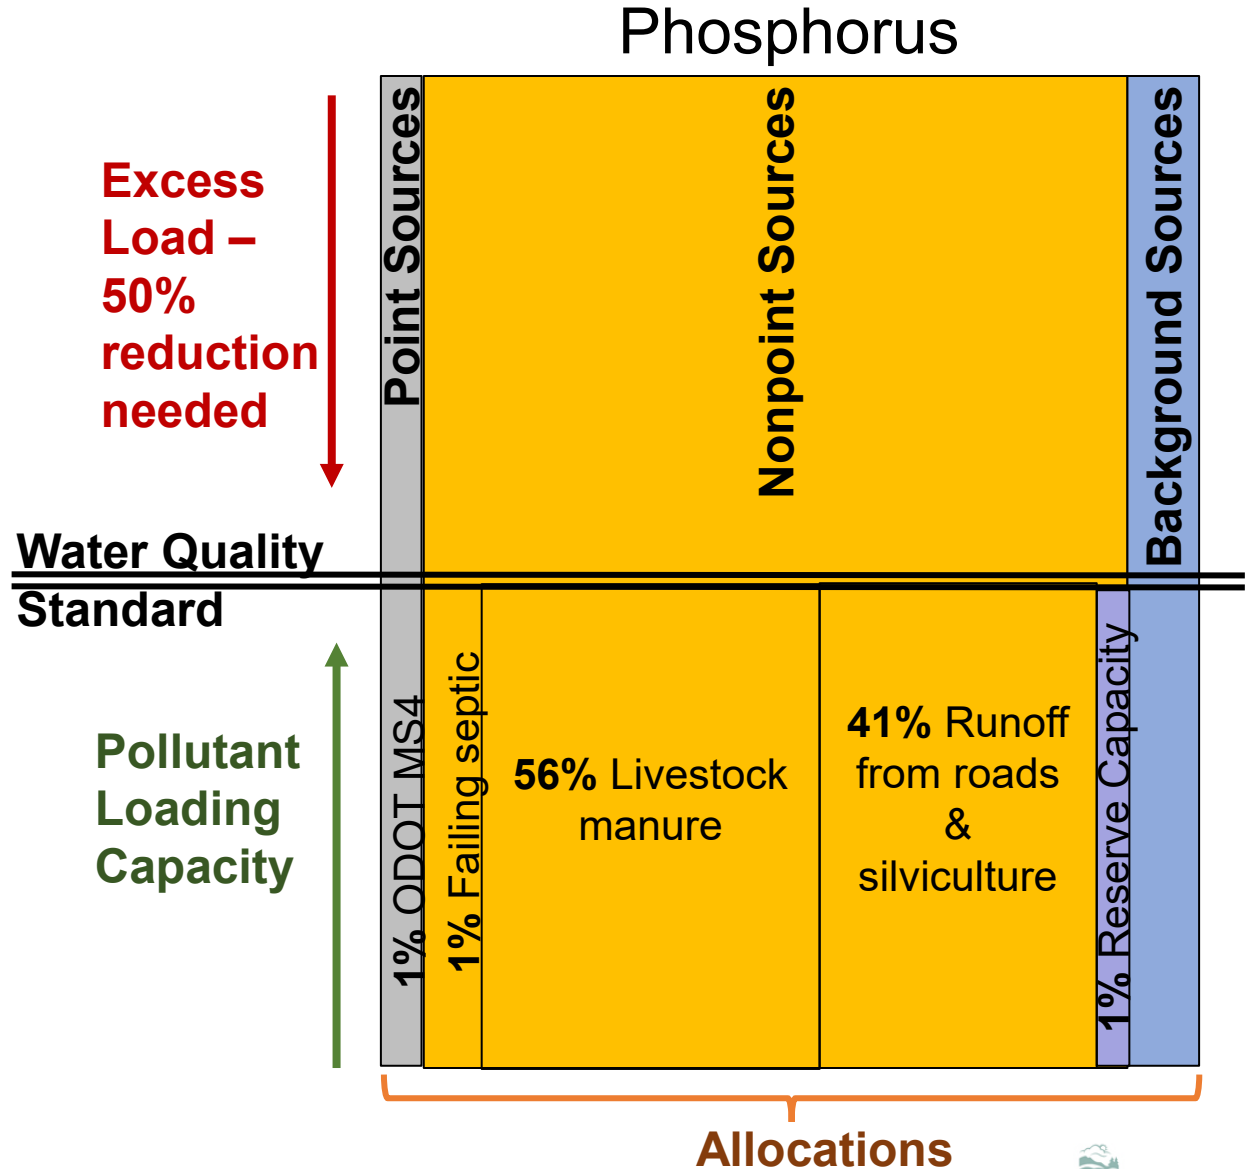 Phosphorus
Excess
Load –
50%
reduction
needed
Point Sources
Nonpoint Sources
Background Sources
Water Quality
Standard
Pollutant
Loading
Capacity
1% ODOT MS4
1% Failing septic
56% Livestock
manure
41% Runoff
from roads
&
silviculture
1% Reserve Capacity
Allocations